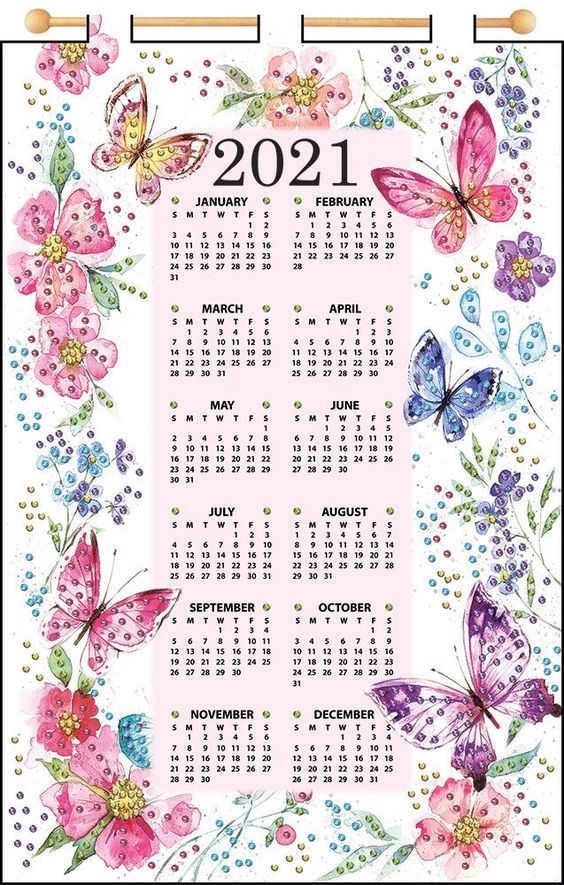 2021
JANUARY
S M T W T F S
1 2
3 4 5 6 7 8 9
10 11 12 13 14 15 16
17 18 19 20 21 22 23
24 25 26 27 28 29 30
31
FEBRUARY
S M T W T F S
1 2 3 4 5 6
7 8 9 10 11 12 13
14 15 16 17 18 19 20
21 22 23 24 25 26 27
28
MARCH
S M T W T F S
1 2 3 4 5 6
7 8 9 10 11 12 13
14 15 16 17 18 19 20
21 22 23 24 25 26 27
28 29 30 31
APRIL
S M T W T F S
1 2 3
4 5 6 7 8 9 10
11 12 13 14 15 16 17
18 19 20 21 22 23 24
25 26 27 28 29 30
MAY
S M T W T F S
1
2 3 4 5 6 7 8
9 10 11 12 13 14 15
16 17 18 19 20 21 22
23 24 25 26 27 28 29
30 31
JUNE
S M T W T F S
1 2 3 4 5
6 7 8 9 10 11 12
13 14 15 16 17 18 19
20 21 22 23 24 25 26
27 28 29 30
JULY
S M T W T F S
1 2 3
4 5 6 7 8 9 10
11 12 13 14 15 16 17
18 19 20 21 22 23 24
25 26 27 28 29 30 31
AUGUST
S M T W T F S
1 2 3 4 5 6 7
8 9 10 11 12 13 14
15 16 17 18 19 20 21
22 23 24 25 26 27 28
29 30 31
SEPTEMBER
S M T W T F S
1 2 3 4
5 6 7 8 9 10 11
12 13 14 15 16 17 18
19 20 21 22 23 24 25
26 27 28 29 30
OCTOBER
S M T W T F S
1 2
3 4 5 6 7 8 9
10 11 12 13 14 15 16
17 18 19 20 21 22 23
24 25 26 27 28 29 30
31
NOVEMBER
S M T W T F S
1 2 3 4 5 6
7 8 9 10 11 12 13
14 15 16 17 18 19 20
21 22 23 24 25 26 27
28 29 30
DECEMBER
S M T W T F S
1 2 3 4
5 6 7 8 9 10 11
12 13 14 15 16 17 18
19 20 21 22 23 24 25
26 27 28 29 30 31